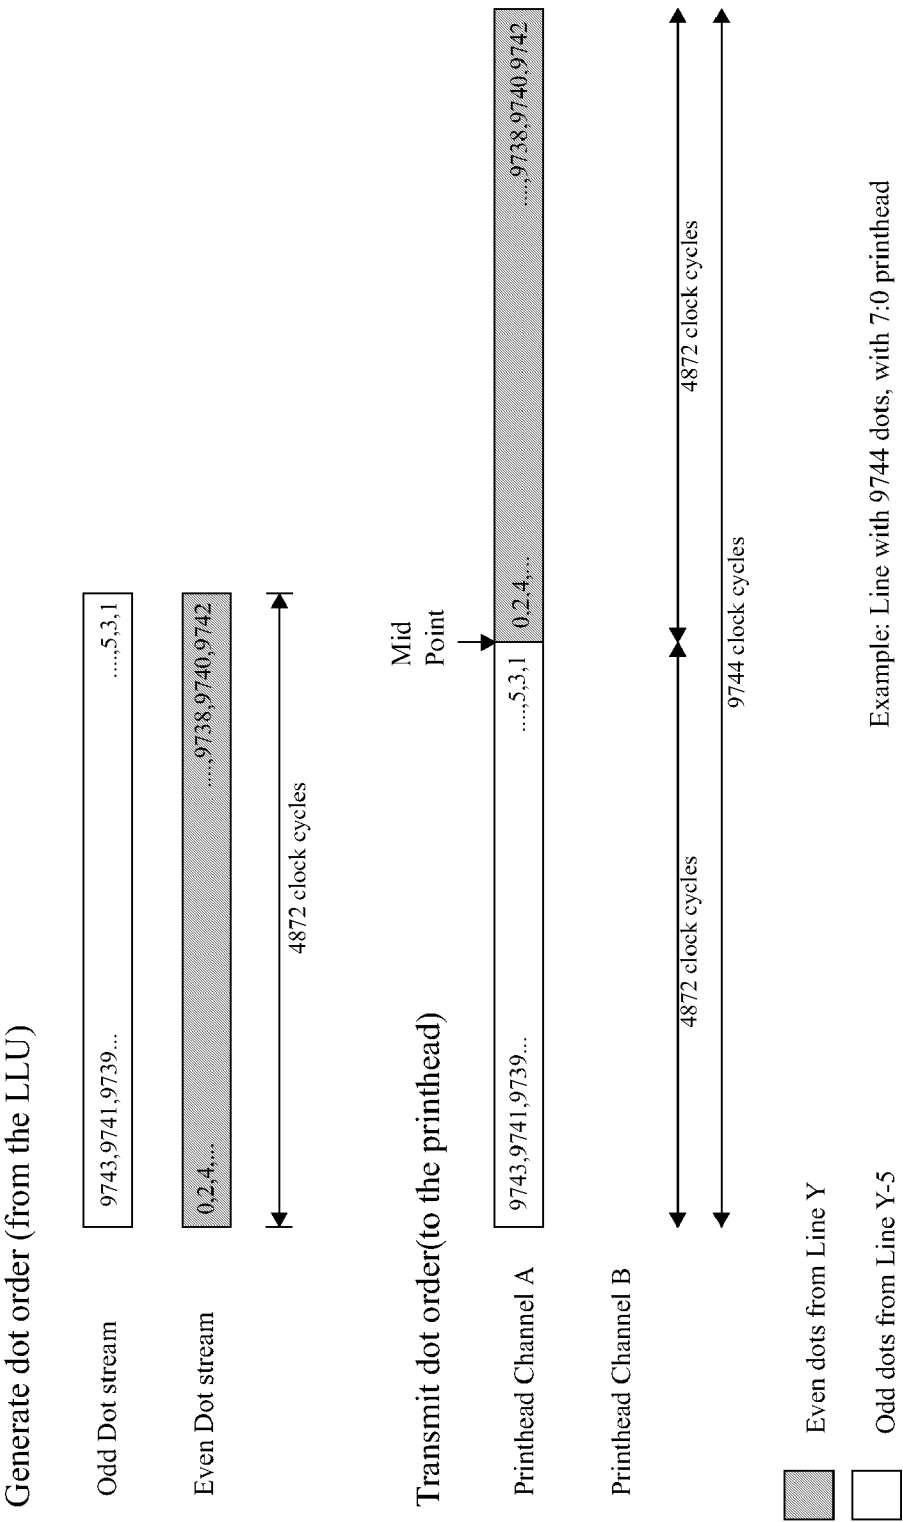 Generate dot order (from the LLU)
Odd Dot stream
9743,9741,9739...
....,5,3,1
Even Dot stream
0,2,4,...
.....,9738,9740,9742
4872 clock cycles
Transmit dot order(to the printhead)
Mid
Point
Printhead Channel A
9743,9741,9739...
....,5,3,1
0,2,4,...
.....,9738,9740,9742
Printhead Channel B
4872 clock cycles
4872 clock cycles
9744 clock cycles
Even dots from Line Y
Odd dots from Line Y-5
Example: Line with 9744 dots, with 7:0 printhead